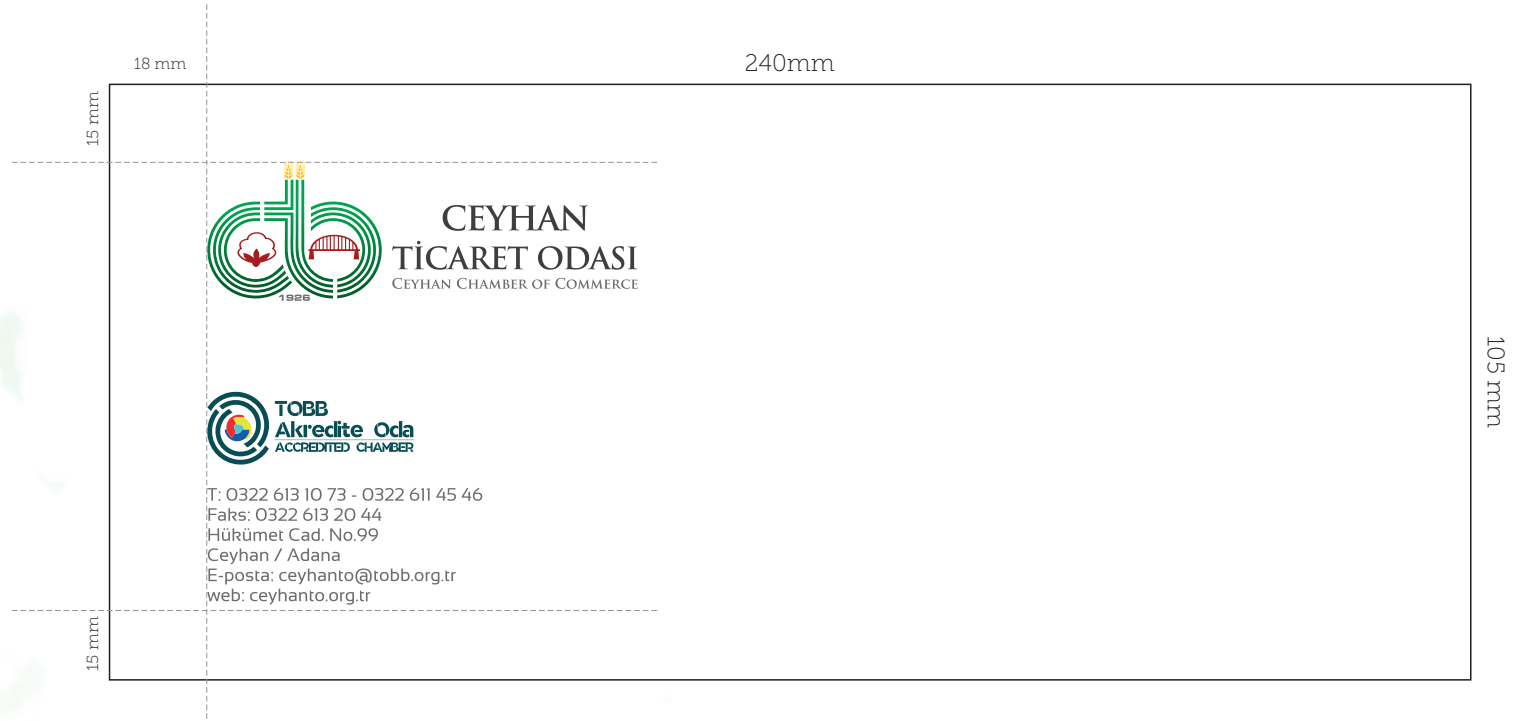 18 mm
240mm
15 mm
CEYHAN
TİCARET ODASI
CEYHAN CHAMBER OF COMMERCE
1926
105 mm
TOBB
Akredite Oda
ACCREDITED CHAMBER
T: 0322 613 10 73 - 0322 611 45 46
Faks: 0322 613 20 44
Hükümet Cad. No.99
Ceyhan / Adana
E-posta: ceyhanto@tobb.org.tr
web: ceyhanto.org.tr
15 mm